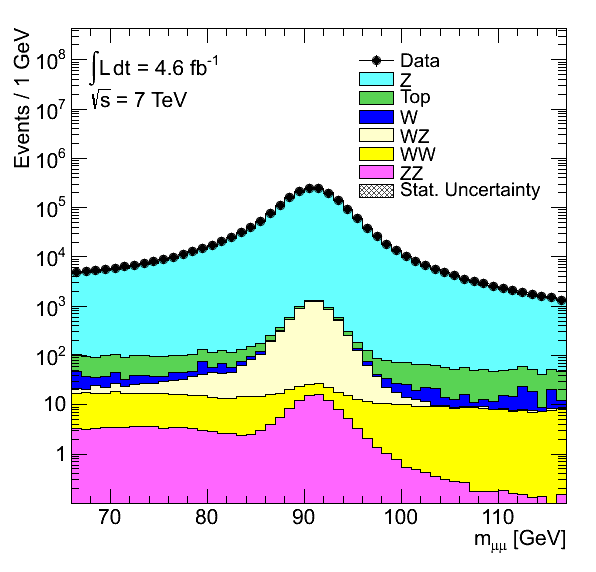 Events / 1 GeV
10⁸
10⁷
10⁶
10⁵
10⁴
10³
10²
10
1
∫L dt = 4.6 fb⁻¹
√s = 7 TeV
Data
Z
Top
W
WZ
WW
ZZ
Stat. Uncertainty
70 80 90 100 110
m_μμ [GeV]